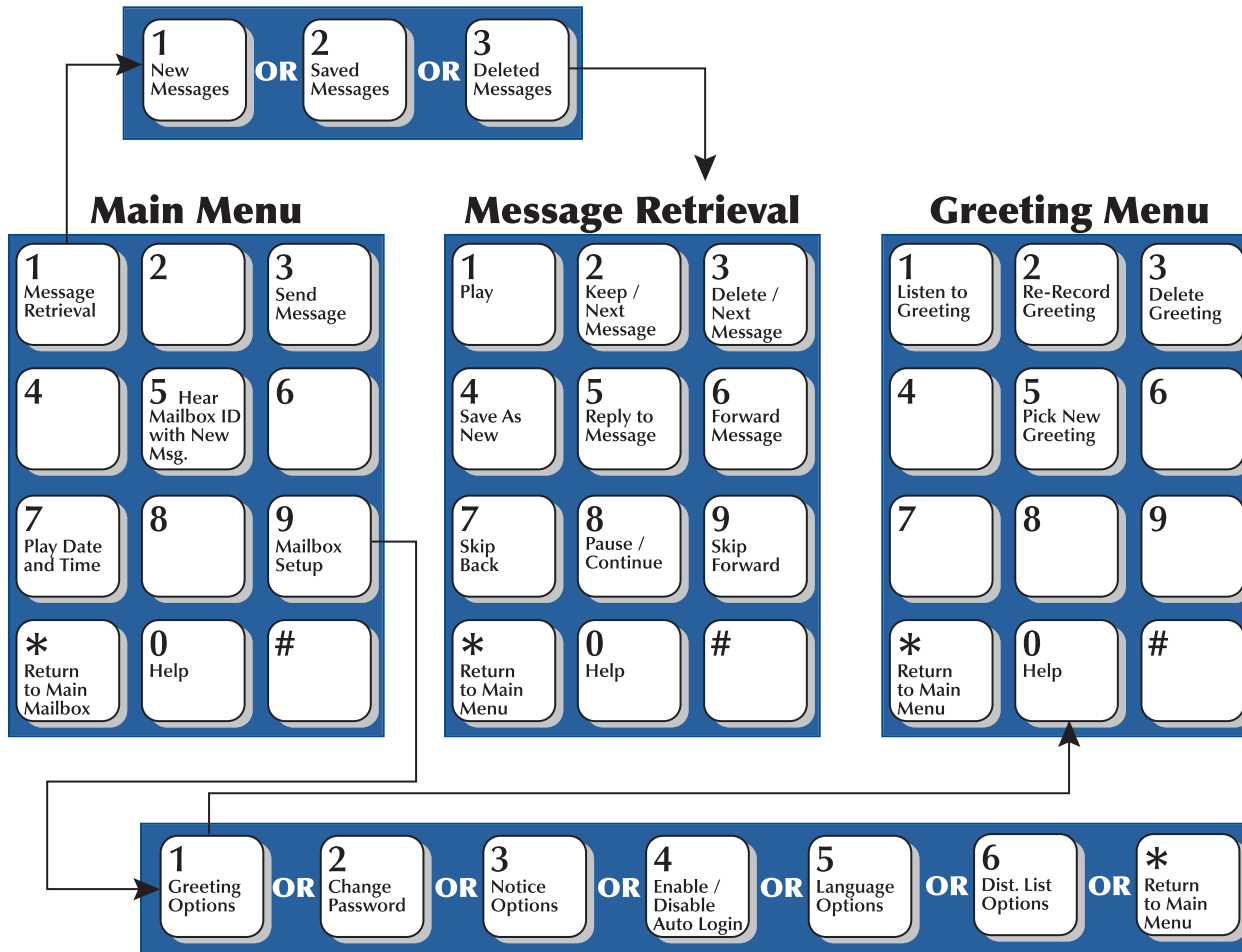 1
New
Messages
OR
2
Saved
Messages
OR
3
Deleted
Messages
Main Menu
1
Message
Retrieval
2
3
Send
Message
4
5 Hear
Mailbox ID
with New
Msg.
6
7
Play Date
and Time
8
9
Mailbox
Setup
*
Return
to Main
Mailbox
0
Help
#
Message Retrieval
1
Play
2
Keep /
Next
Message
3
Delete /
Next
Message
4
Save As
New
5
Reply to
Message
6
Forward
Message
7
Skip
Back
8
Pause /
Continue
9
Skip
Forward
*
Return
to Main
Menu
0
Help
#
Greeting Menu
1
Listen to
Greeting
2
Re-Record
Greeting
3
Delete
Greeting
4
5
Pick New
Greeting
6
7
8
9
*
Return
to Main
Menu
0
Help
#
1
Greeting
Options
OR
2
Change
Password
OR
3
Notice
Options
OR
4
Enable /
Disable
Auto Login
OR
5
Language
Options
OR
6
Dist. List
Options
OR
*
Return
to Main
Menu